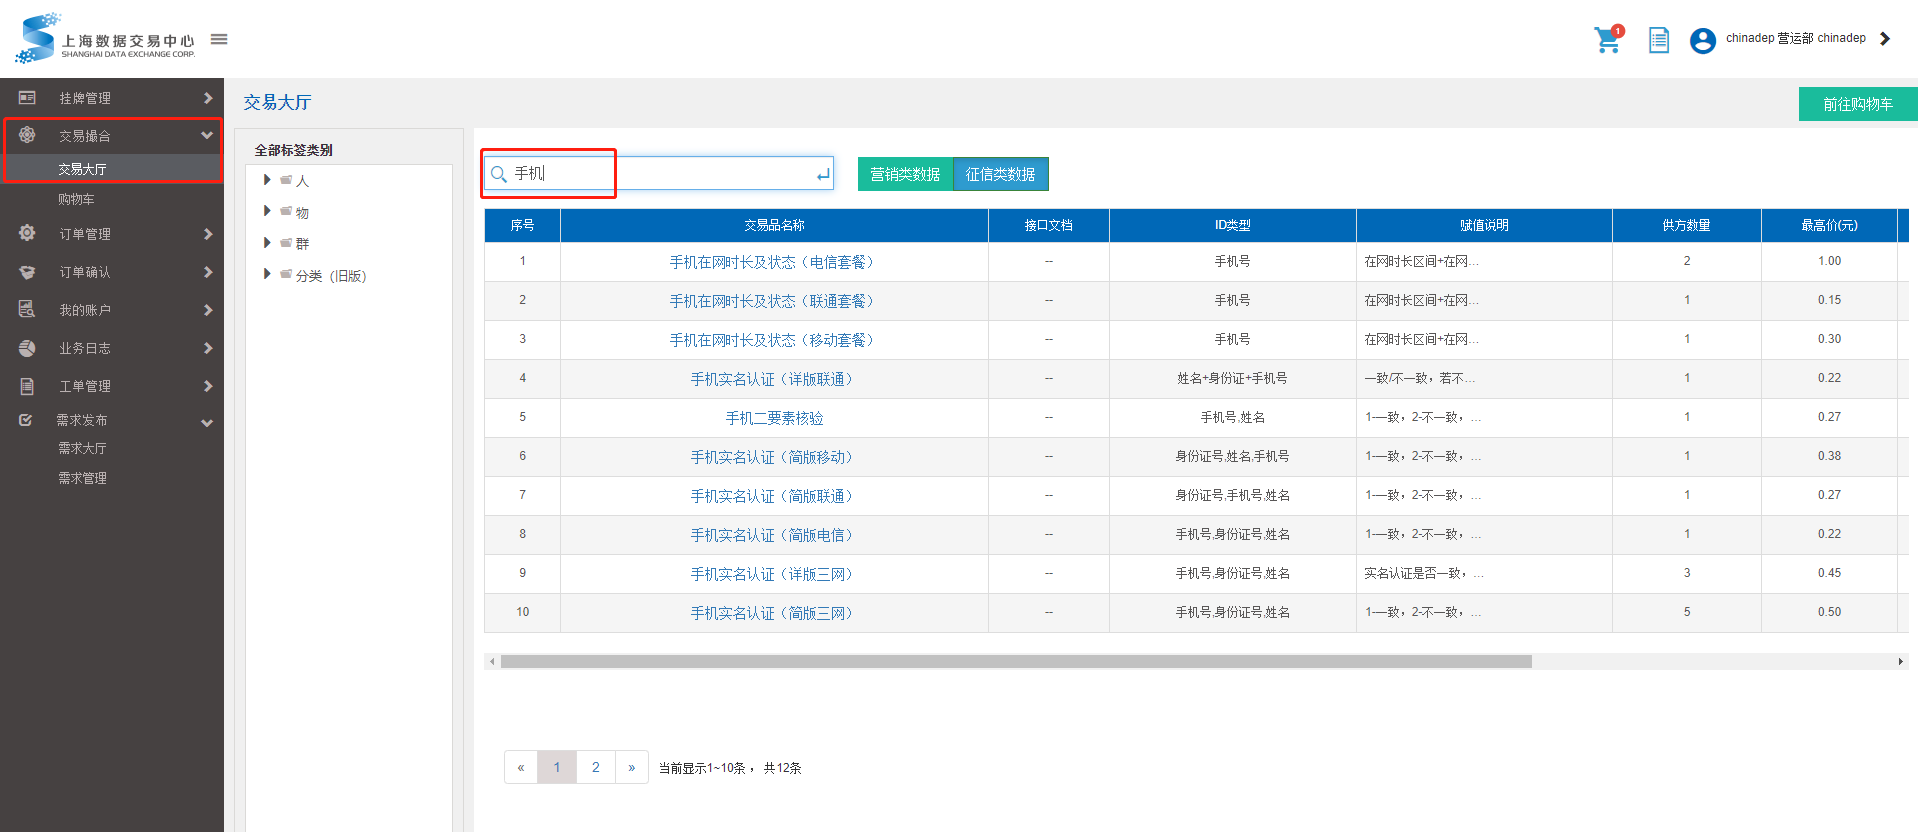 上海数据交易中心
SHANGHAI DATA EXCHANGE CORP.
1
chinadep 营运部 chinadep
挂牌管理
交易撮合
交易大厅
购物车
订单管理
订单确认
我的账户
业务日志
工单管理
需求发布
需求大厅
需求管理
交易大厅
前往购物车
全部标签类别
人
物
群
分类（旧版）
手机
营销类数据 征信类数据
序号 交易品名称 接口文档 ID类型 赋值说明 供方数量 最高价(元)
1 手机在网时长及状态（电信套餐） -- 手机号 在网时长区间+在网... 2 1.00
2 手机在网时长及状态（联通套餐） -- 手机号 在网时长区间+在网... 1 0.15
3 手机在网时长及状态（移动套餐） -- 手机号 在网时长区间+在网... 1 0.30
4 手机实名认证（详版联通） -- 姓名+身份证+手机号 一致/不一致，若不... 1 0.22
5 手机二要素核验 -- 手机号,姓名 1-一致，2-不一致，... 1 0.27
6 手机实名认证（简版移动） -- 身份证号,姓名,手机号 1-一致，2-不一致，... 1 0.38
7 手机实名认证（简版联通） -- 身份证号,手机号,姓名 1-一致，2-不一致，... 1 0.27
8 手机实名认证（简版电信） -- 手机号,身份证号,姓名 1-一致，2-不一致，... 1 0.22
9 手机实名认证（详版三网） -- 手机号,身份证号,姓名 实名认证是否一致，... 3 0.45
10 手机实名认证（简版三网） -- 手机号,身份证号,姓名 1-一致，2-不一致，... 5 0.50
« 1 2 » 当前显示1~10条 ， 共12条